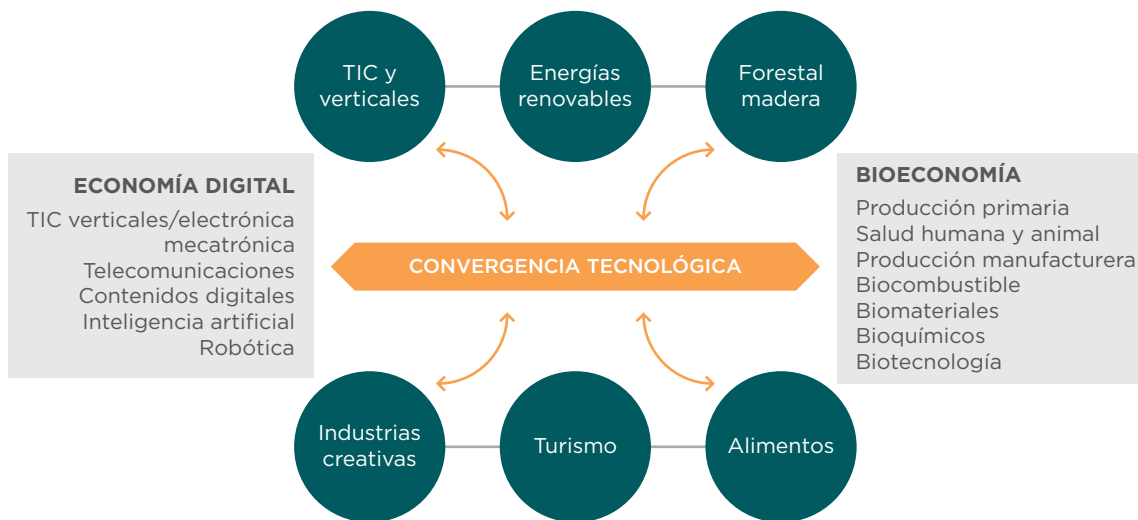 TIC y
verticales
Energías
renovables
Forestal
madera
ECONOMÍA DIGITAL
TIC verticales/electrónica
mecatrónica
Telecomunicaciones
Contenidos digitales
Inteligencia artificial
Robótica
CONVERGENCIA TECNOLÓGICA
BIOECONOMÍA
Producción primaria
Salud humana y animal
Producción manufacturera
Biocombustible
Biomateriales
Bioquímicos
Biotecnología
Industrias
creativas
Turismo
Alimentos